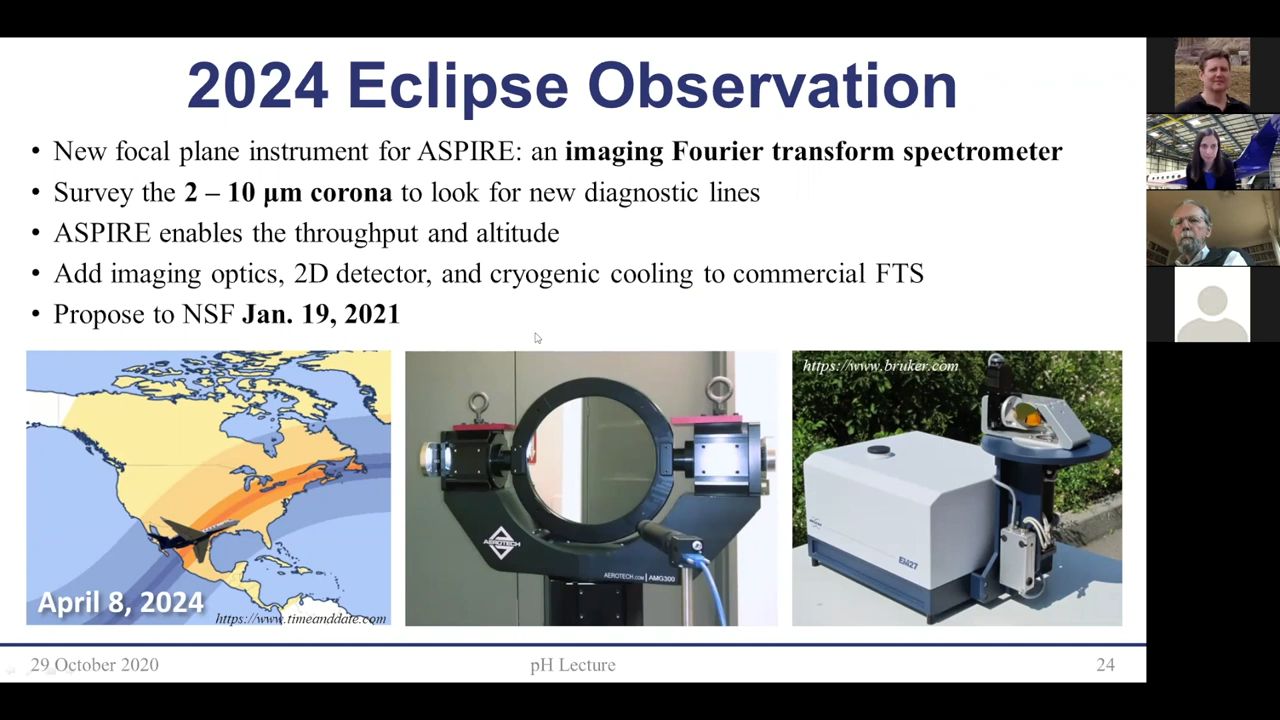 2024 Eclipse Observation
• New focal plane instrument for ASPIRE: an imaging Fourier transform spectrometer
• Survey the 2 – 10 μm corona to look for new diagnostic lines
• ASPIRE enables the throughput and altitude
• Add imaging optics, 2D detector, and cryogenic cooling to commercial FTS
• Propose to NSF Jan. 19, 2021
April 8, 2024
https://www.timeanddate.com
AEROTECH
AEROTECH.COM | AMG300
https://www.bruker.com
EM27
29 October 2020
pH Lecture
24